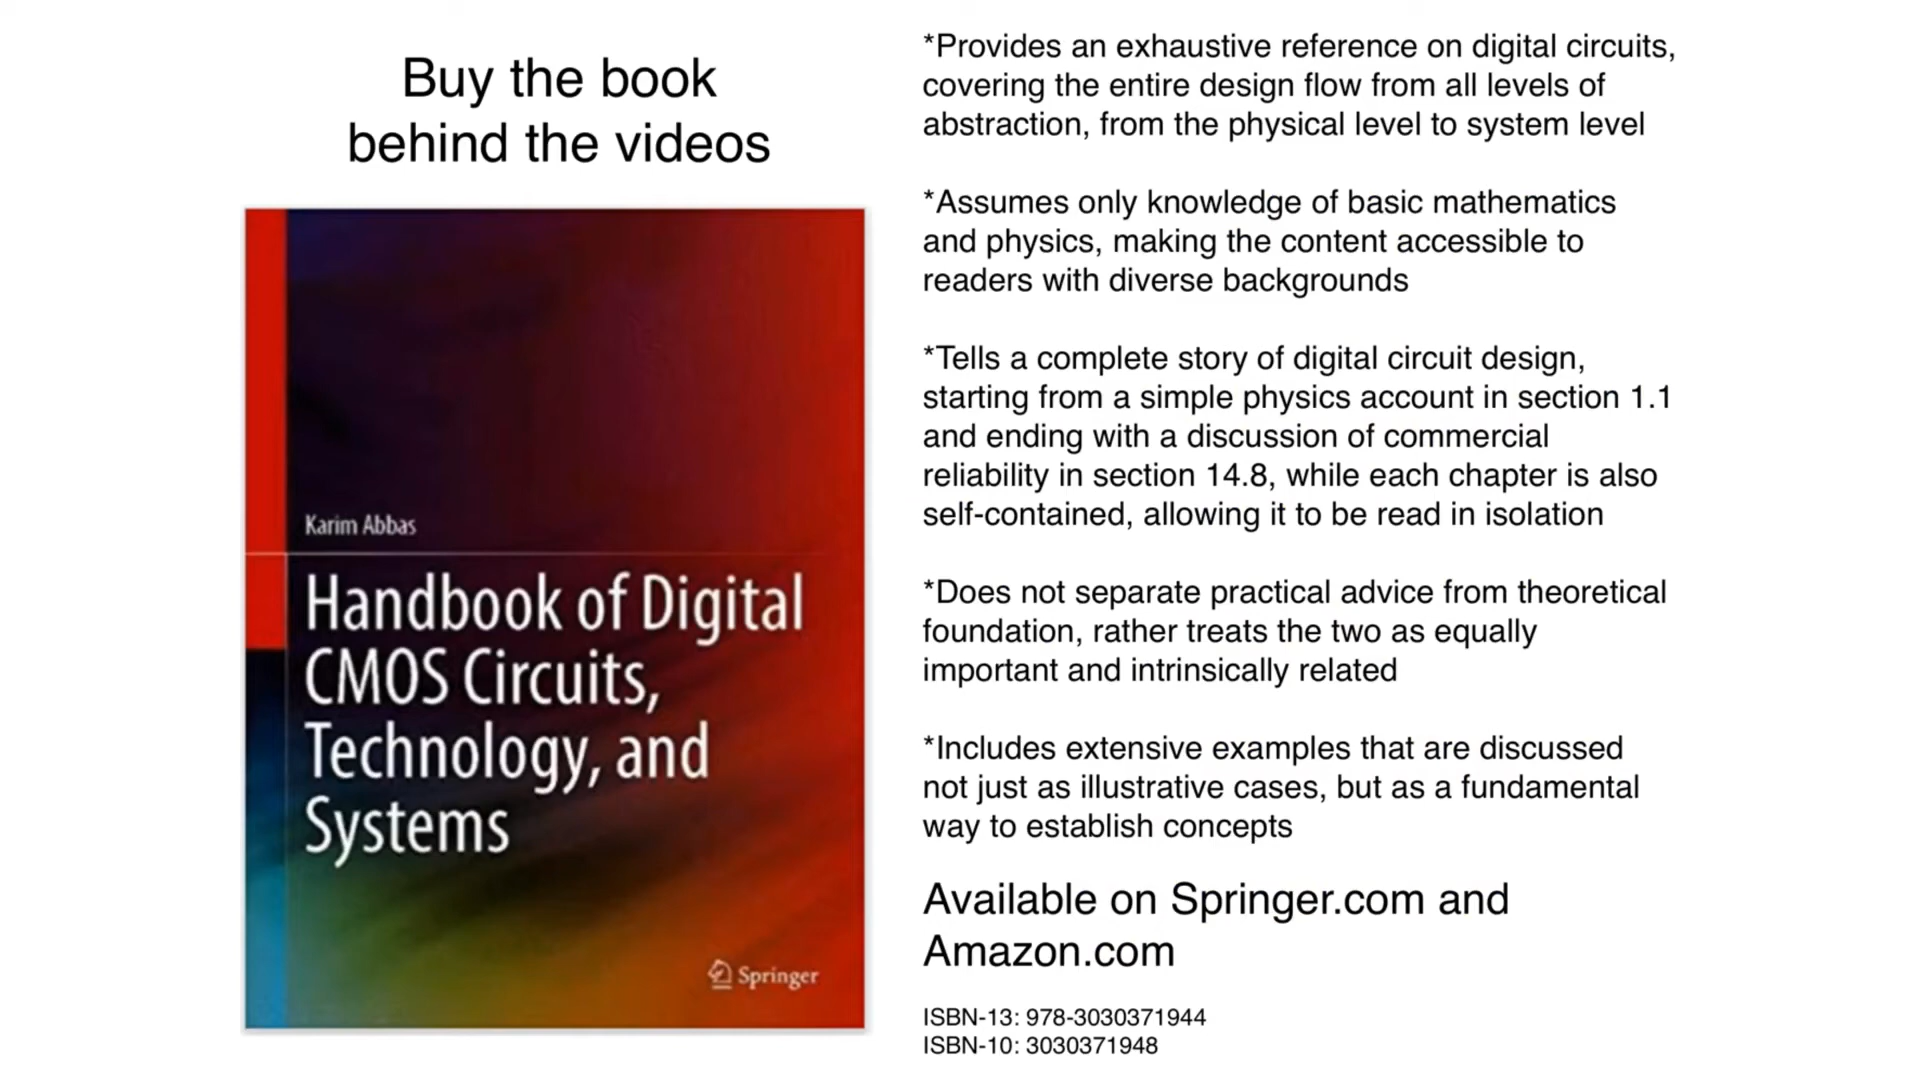 Buy the book
behind the videos
Karim Abbas
Handbook of Digital
CMOS Circuits,
Technology, and
Systems
Springer
*Provides an exhaustive reference on digital circuits,
covering the entire design flow from all levels of
abstraction, from the physical level to system level
*Assumes only knowledge of basic mathematics
and physics, making the content accessible to
readers with diverse backgrounds
*Tells a complete story of digital circuit design,
starting from a simple physics account in section 1.1
and ending with a discussion of commercial
reliability in section 14.8, while each chapter is also
self-contained, allowing it to be read in isolation
*Does not separate practical advice from theoretical
foundation, rather treats the two as equally
important and intrinsically related
*Includes extensive examples that are discussed
not just as illustrative cases, but as a fundamental
way to establish concepts
Available on Springer.com and
Amazon.com
ISBN-13: 978-3030371944
ISBN-10: 3030371948